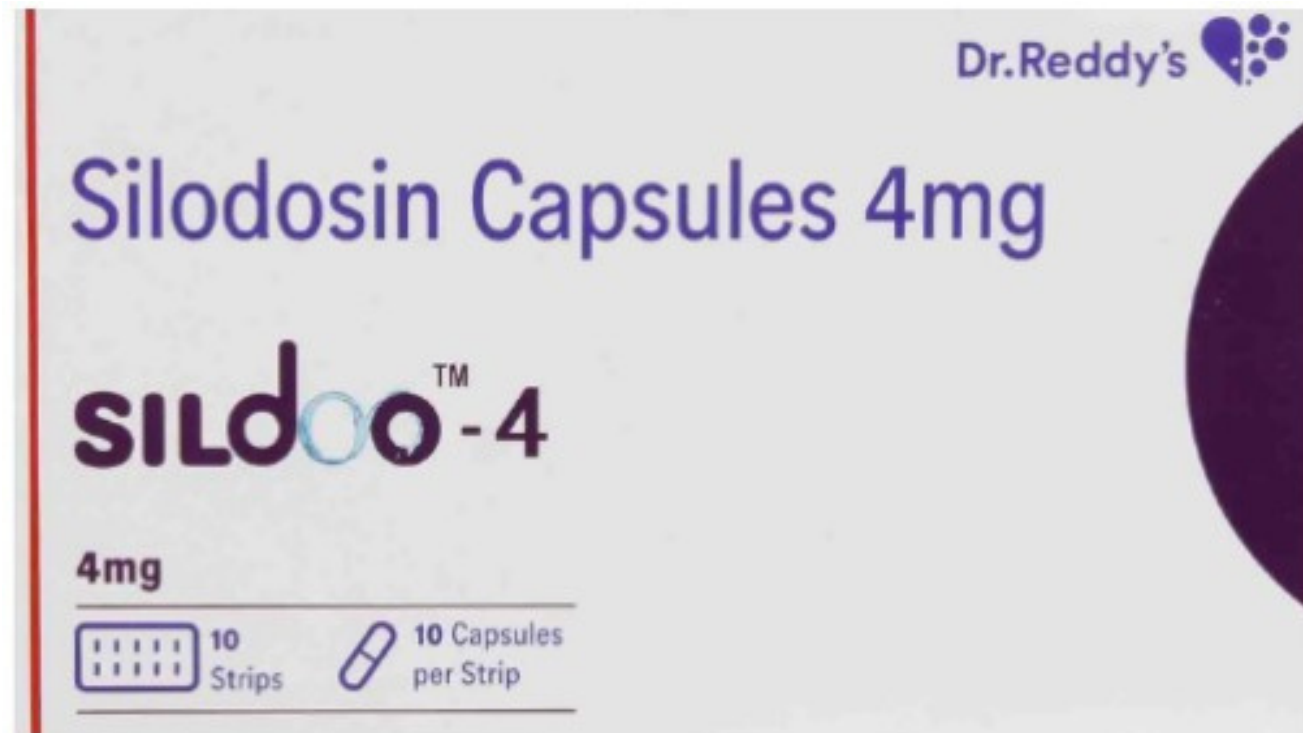 Dr.Reddy's
Silodosin Capsules 4mg
SILdOO™-4
4mg
10
Strips
10 Capsules
per Strip